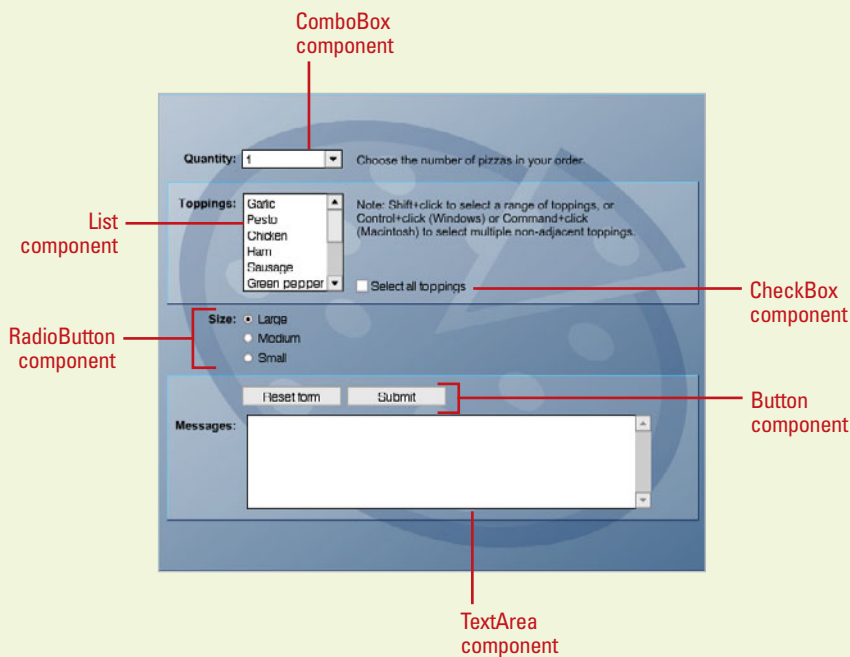 ComboBox
component
Quantity: 1 Choose the number of pizzas in your order.
Toppings: Garlic
Pesto
Chicken
Ham
Sausage
Green pepper
Note: Shift+click to select a range of toppings, or
Control+click (Windows) or Command+click
(Macintosh) to select multiple non-adjacent toppings.
List
component
Select all toppings
CheckBox
component
Size: Large
Medium
Small
RadioButton
component
Reset form Submit
Button
component
Messages:
TextArea
component